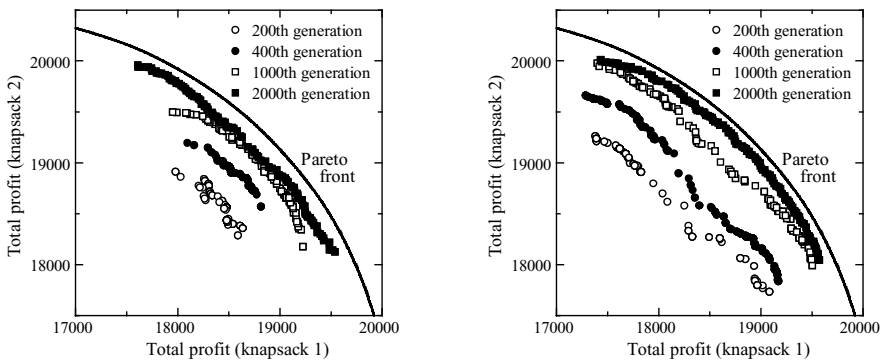 200th generation
400th generation
1000th generation
2000th generation
Pareto
front
Total profit (knapsack 2)
20000
19000
18000
17000 18000 19000 20000
Total profit (knapsack 1)
200th generation
400th generation
1000th generation
2000th generation
Pareto
front
Total profit (knapsack 2)
20000
19000
18000
17000 18000 19000 20000
Total profit (knapsack 1)